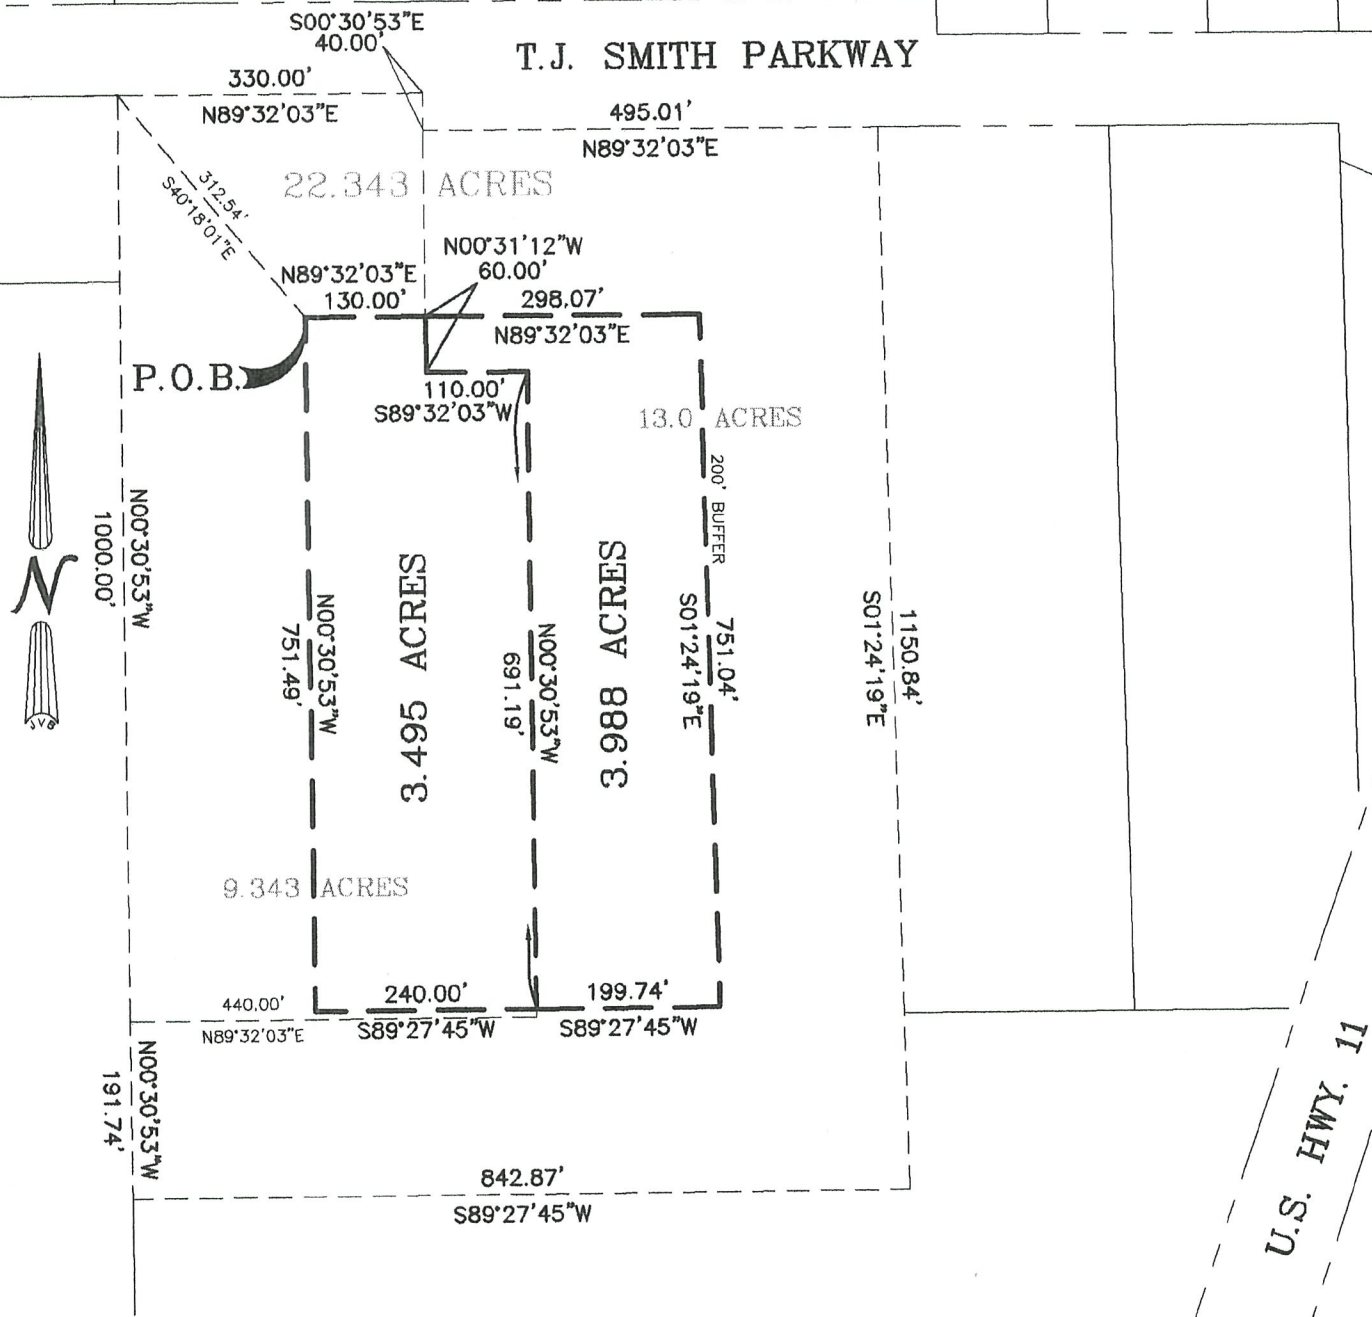 S00°30'53"E
40.00'
T.J. SMITH PARKWAY
330.00'
N89°32'03"E
495.01'
N89°32'03"E
312.54'
S40°18'01"E
22.343 ACRES
N00°31'12"W
60.00'
N89°32'03"E
130.00'
298.07'
N89°32'03"E
P.O.B.
110.00'
S89°32'03"W
13.0 ACRES
200' BUFFER
N00°30'53"W
1000.00'
N
JVB
N00°30'53"W
751.49'
3.495 ACRES
N00°30'53"W
691.19'
3.988 ACRES
751.04'
S01°24'19"E
1150.84'
S01°24'19"E
9.343 ACRES
440.00'
N89°32'03"E
240.00'
S89°27'45"W
199.74'
S89°27'45"W
N00°30'53"W
191.74'
842.87'
S89°27'45"W
U.S. HWY. 11